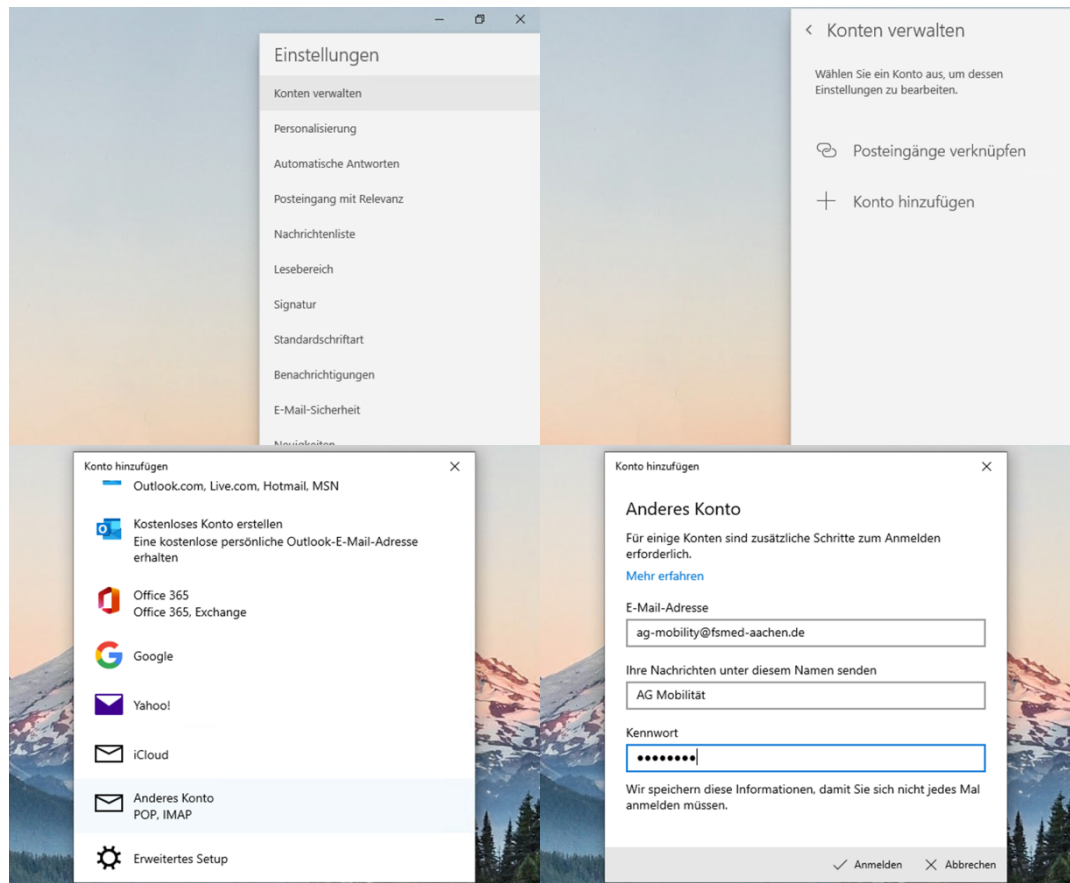 Einstellungen
Konten verwalten
Personalisierung
Automatische Antworten
Posteingang mit Relevanz
Nachrichtenliste
Lesebereich
Signatur
Standardschriftart
Benachrichtigungen
E-Mail-Sicherheit
Neuigkeiten
Konten verwalten
Wählen Sie ein Konto aus, um dessen
Einstellungen zu bearbeiten.
Posteingänge verknüpfen
Konto hinzufügen
Konto hinzufügen
Outlook.com, Live.com, Hotmail, MSN
Kostenloses Konto erstellen
Eine kostenlose persönliche Outlook-E-Mail-Adresse
erhalten
Office 365
Office 365, Exchange
Google
Yahoo!
iCloud
Anderes Konto
POP, IMAP
Erweitertes Setup
Konto hinzufügen
Anderes Konto
Für einige Konten sind zusätzliche Schritte zum Anmelden
erforderlich.
Mehr erfahren
E-Mail-Adresse
ag-mobility@fsmed-aachen.de
Ihre Nachrichten unter diesem Namen senden
AG Mobilität
Kennwort
••••••••
Wir speichern diese Informationen, damit Sie sich nicht jedes Mal
anmelden müssen.
Anmelden Abbrechen